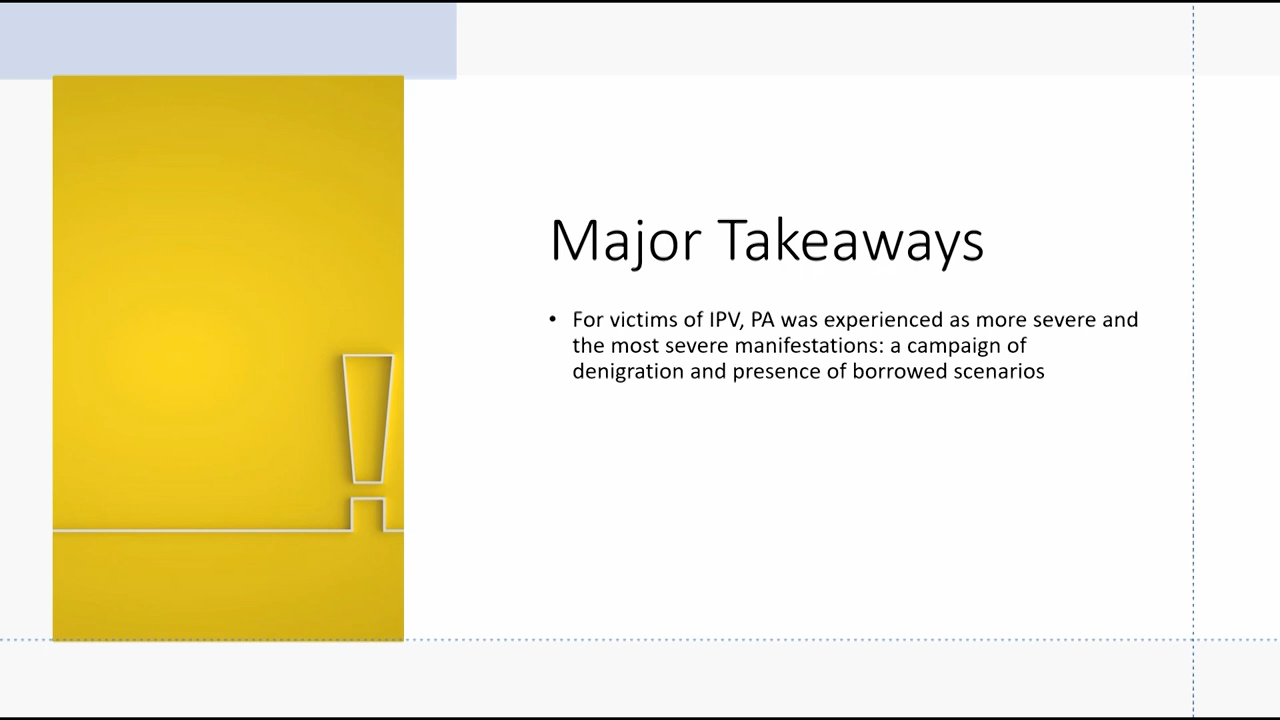 Major Takeaways
• For victims of IPV, PA was experienced as more severe and
the most severe manifestations: a campaign of
denigration and presence of borrowed scenarios